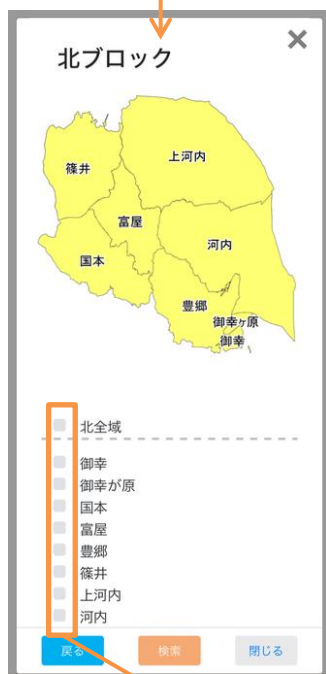 北ブロック
×
篠井
上河内
富屋
国本
河内
豊郷
御幸ヶ原
御幸
北全域
御幸
御幸が原
国本
富屋
豊郷
篠井
上河内
河内
戻る
検索
閉じる